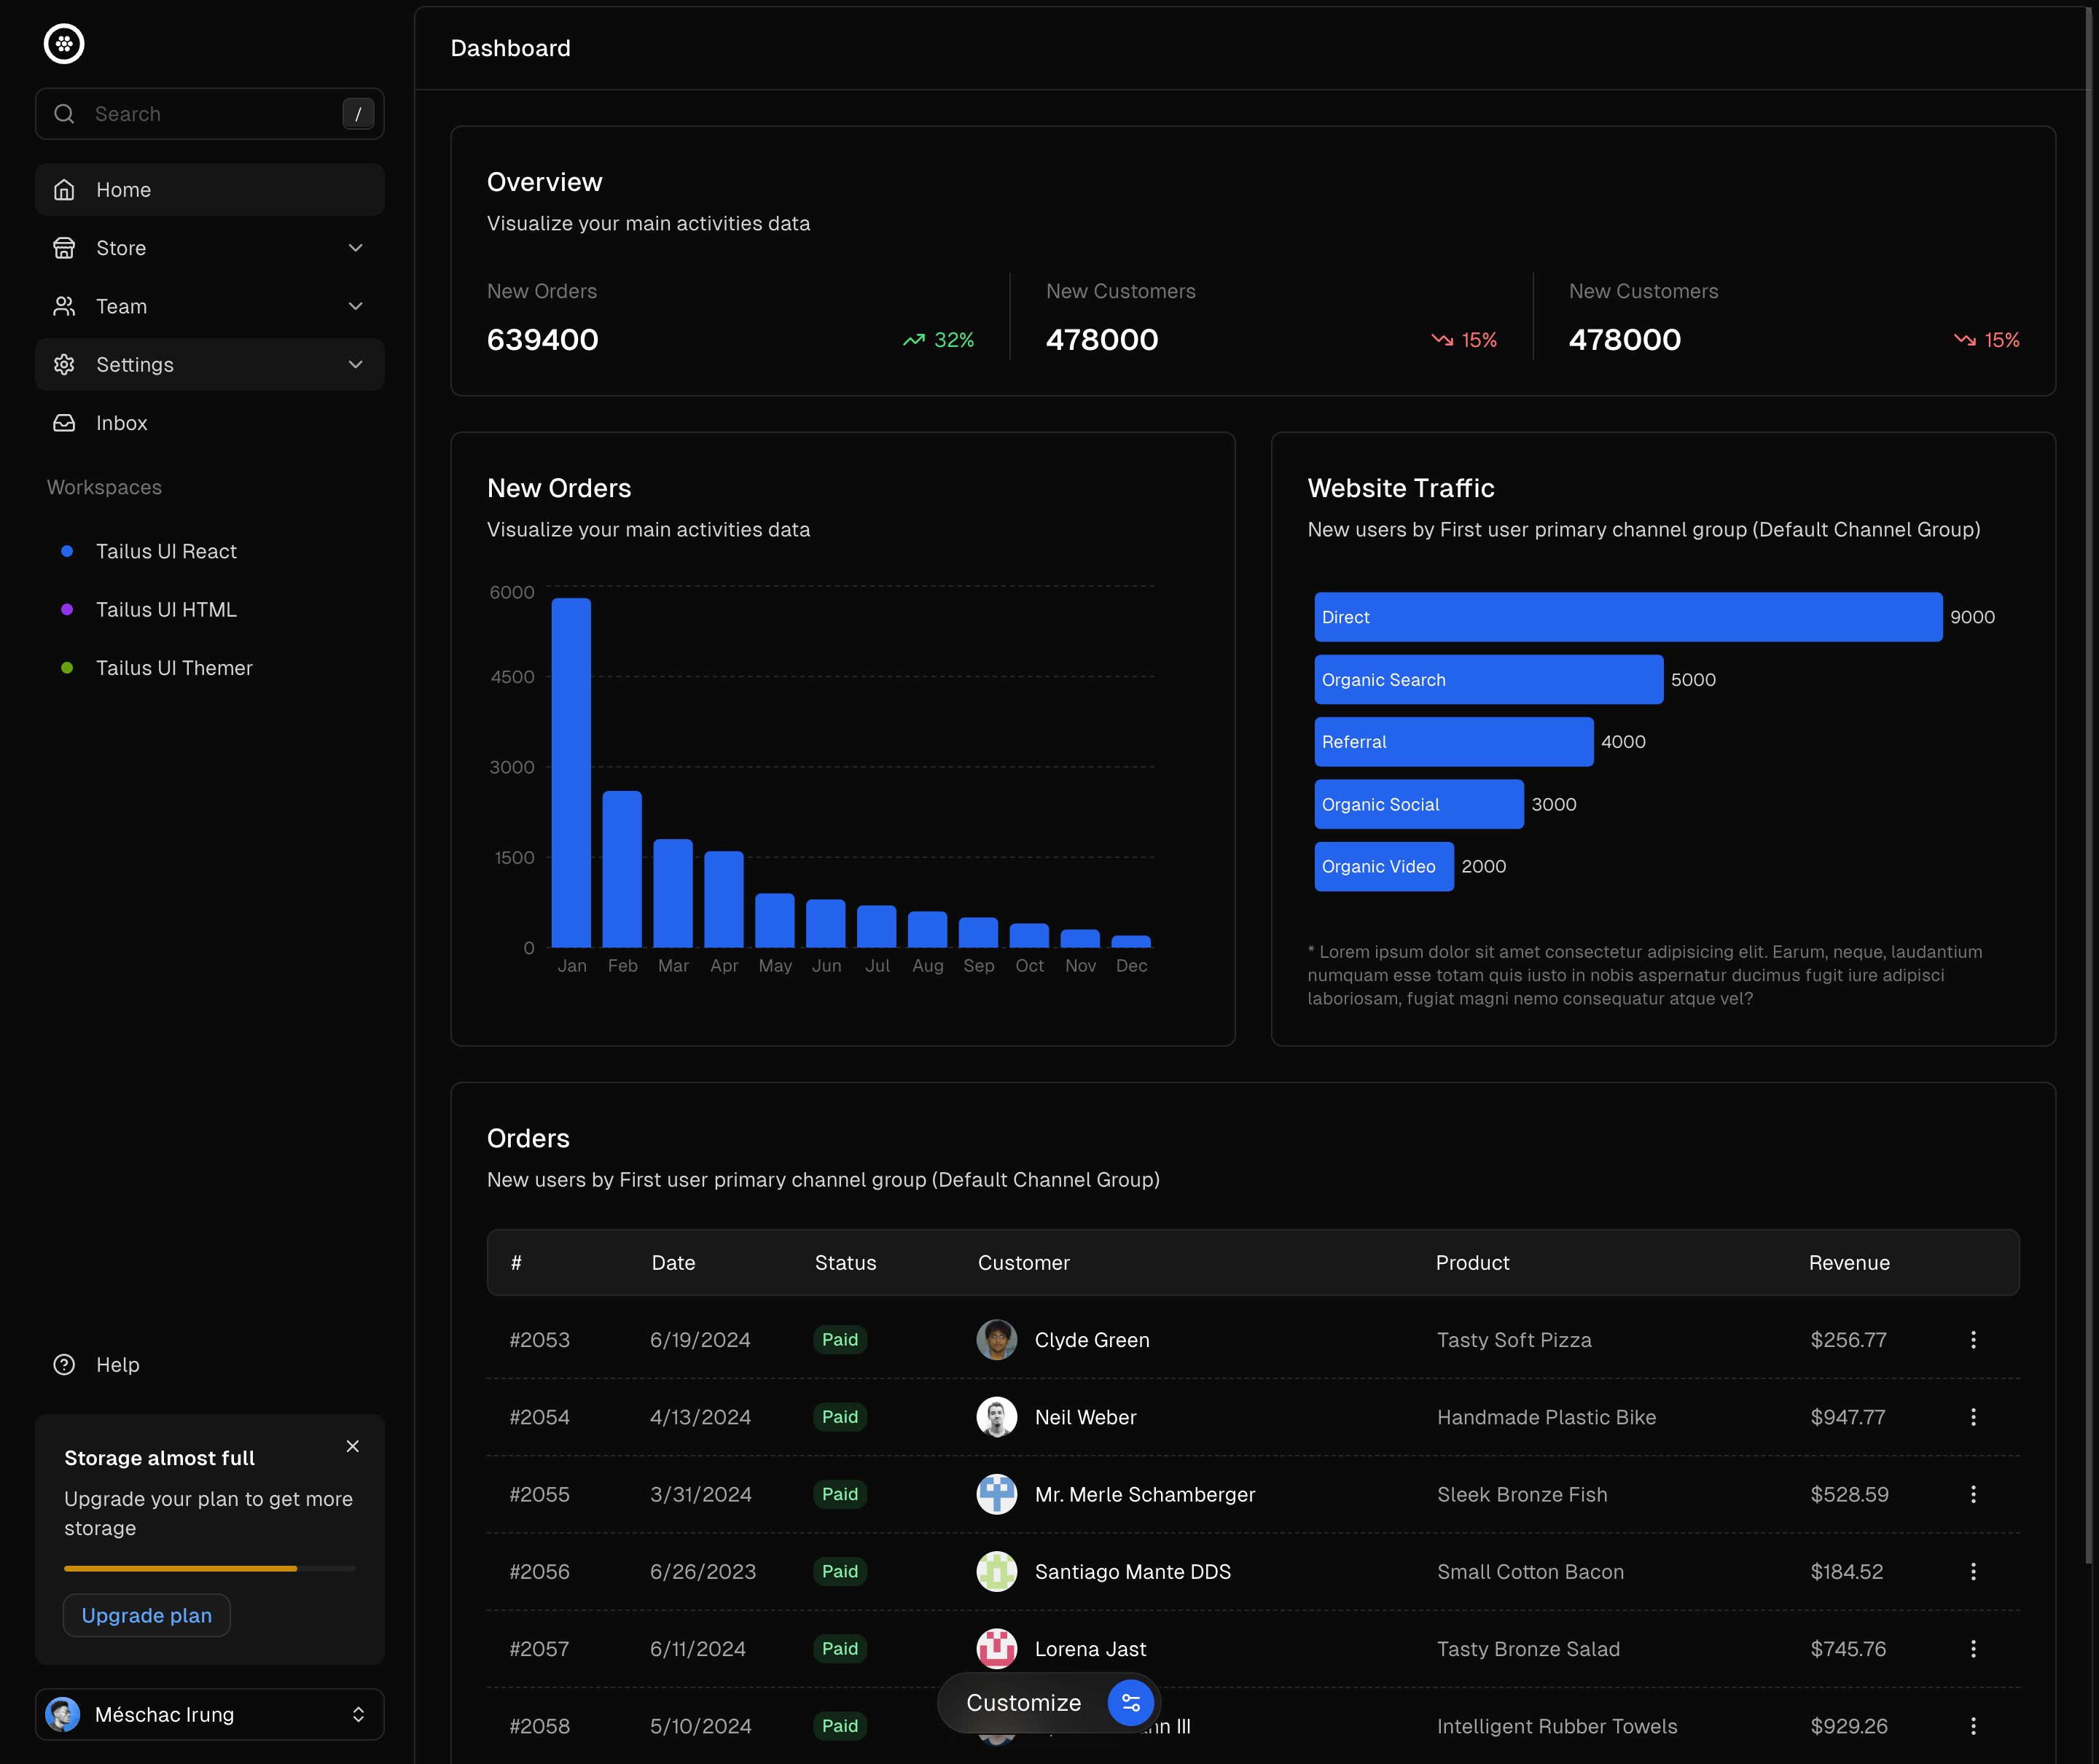 Search
/
Home
Store
Team
Settings
Inbox
Workspaces
Tailus UI React
Tailus UI HTML
Tailus UI Themer
Help
Storage almost full
Upgrade your plan to get more
storage
Upgrade plan
Méschac Irung
Dashboard
Overview
Visualize your main activities data
New Orders
639400
32%
New Customers
478000
15%
New Customers
478000
15%
New Orders
Visualize your main activities data
6000
4500
3000
1500
0
Jan Feb Mar Apr May Jun Jul Aug Sep Oct Nov Dec
Website Traffic
New users by First user primary channel group (Default Channel Group)
Direct 9000
Organic Search 5000
Referral 4000
Organic Social 3000
Organic Video 2000
* Lorem ipsum dolor sit amet consectetur adipisicing elit. Earum, neque, laudantium
numquam esse totam quis iusto in nobis aspernatur ducimus fugit iure adipisci
laboriosam, fugiat magni nemo consequatur atque vel?
Orders
New users by First user primary channel group (Default Channel Group)
# Date Status Customer Product Revenue
#2053 6/19/2024 Paid Clyde Green Tasty Soft Pizza $256.77
#2054 4/13/2024 Paid Neil Weber Handmade Plastic Bike $947.77
#2055 3/31/2024 Paid Mr. Merle Schamberger Sleek Bronze Fish $528.59
#2056 6/26/2023 Paid Santiago Mante DDS Small Cotton Bacon $184.52
#2057 6/11/2024 Paid Lorena Jast Tasty Bronze Salad $745.76
Customize
#2058 5/10/2024 Paid III Intelligent Rubber Towels $929.26